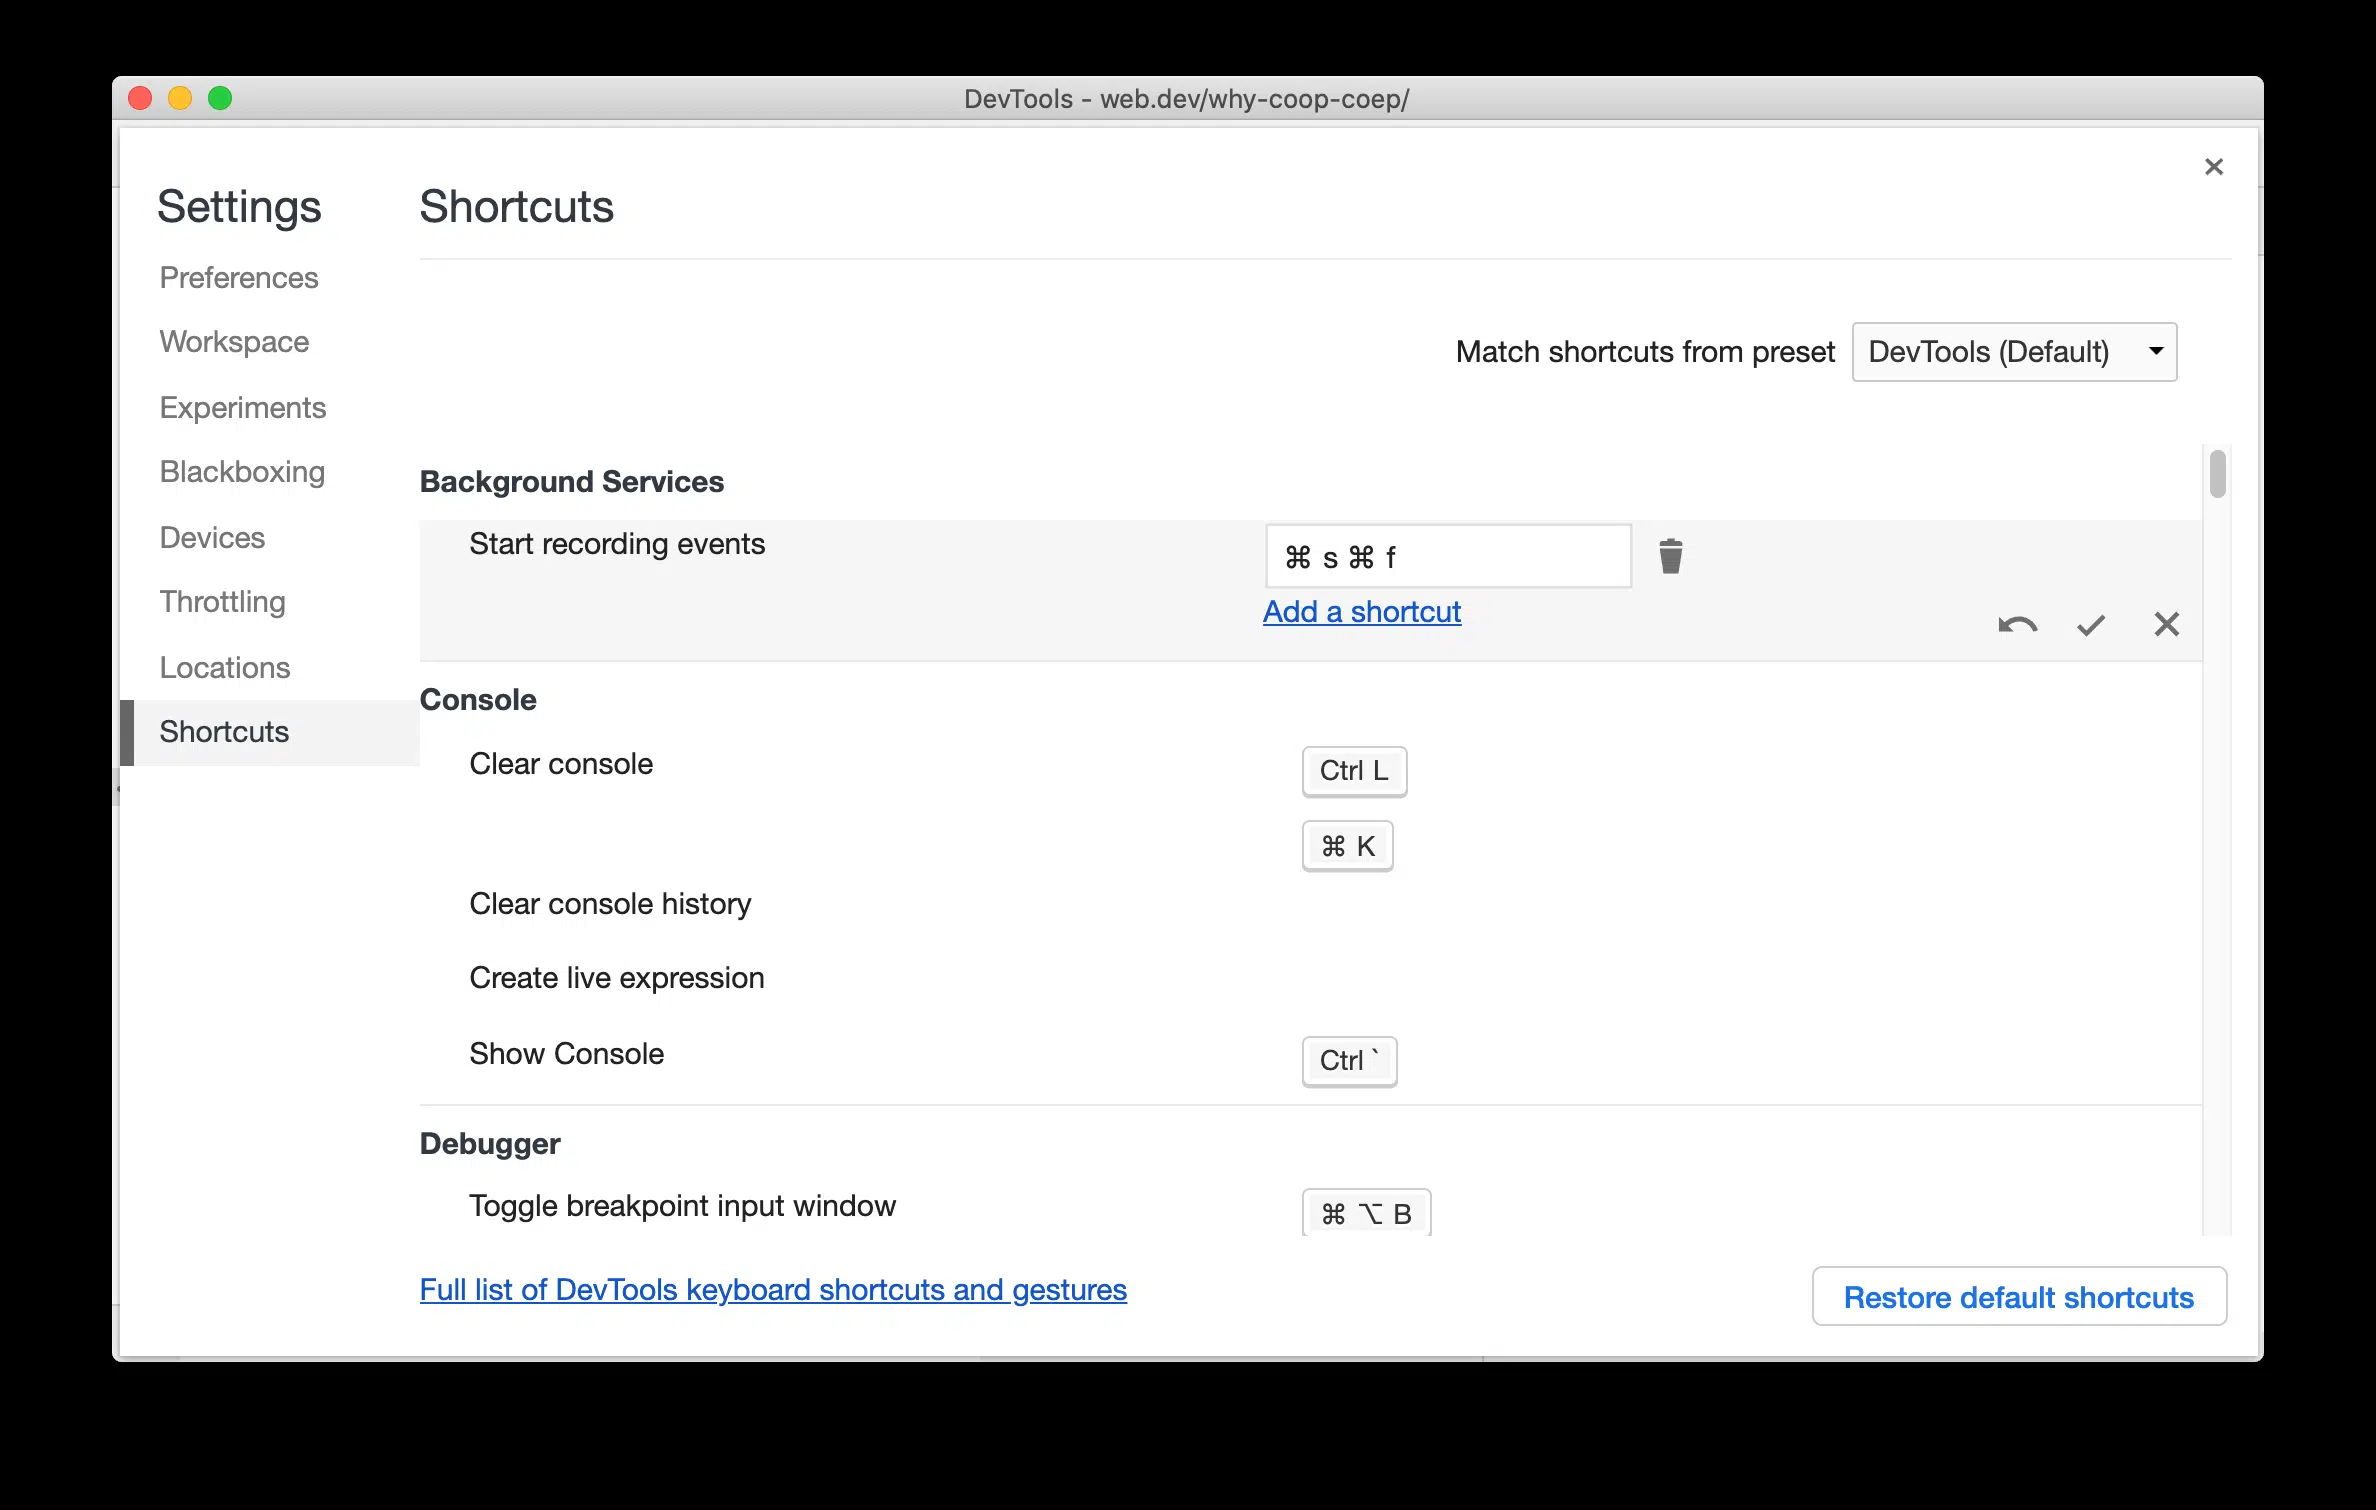 DevTools - web.dev/why-coop-coep/
Settings
Preferences
Workspace
Experiments
Blackboxing
Devices
Throttling
Locations
Shortcuts
Shortcuts
Match shortcuts from preset DevTools (Default)
Background Services
Start recording events ⌘ s ⌘ f
Add a shortcut
Console
Clear console Ctrl L
⌘ K
Clear console history
Create live expression
Show Console Ctrl `
Debugger
Toggle breakpoint input window ⌘ ⌥ B
Full list of DevTools keyboard shortcuts and gestures
Restore default shortcuts